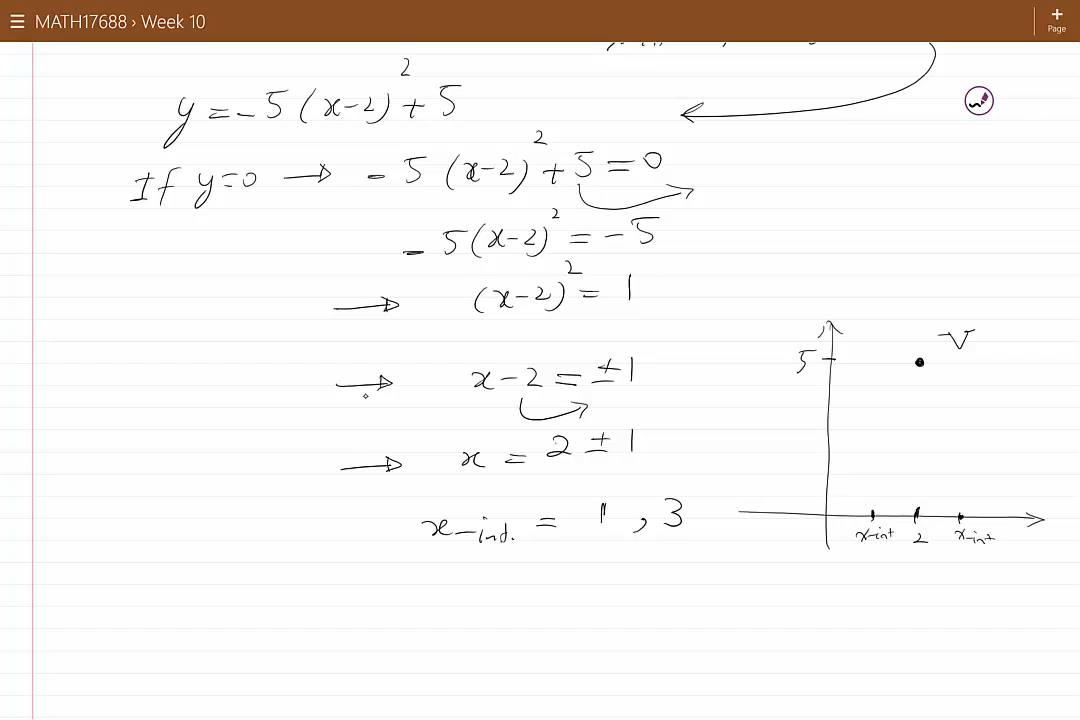 ☰ MATH17688 › Week 10
+ Page
y = -5(x-2)² + 5
If y=0 → -5(x-2)² + 5 = 0
-5(x-2)² = -5
→ (x-2)² = 1
→ x-2 = ±1
→ x = 2 ± 1
x-int. = 1, 3
V
5
x-int 2 x-int